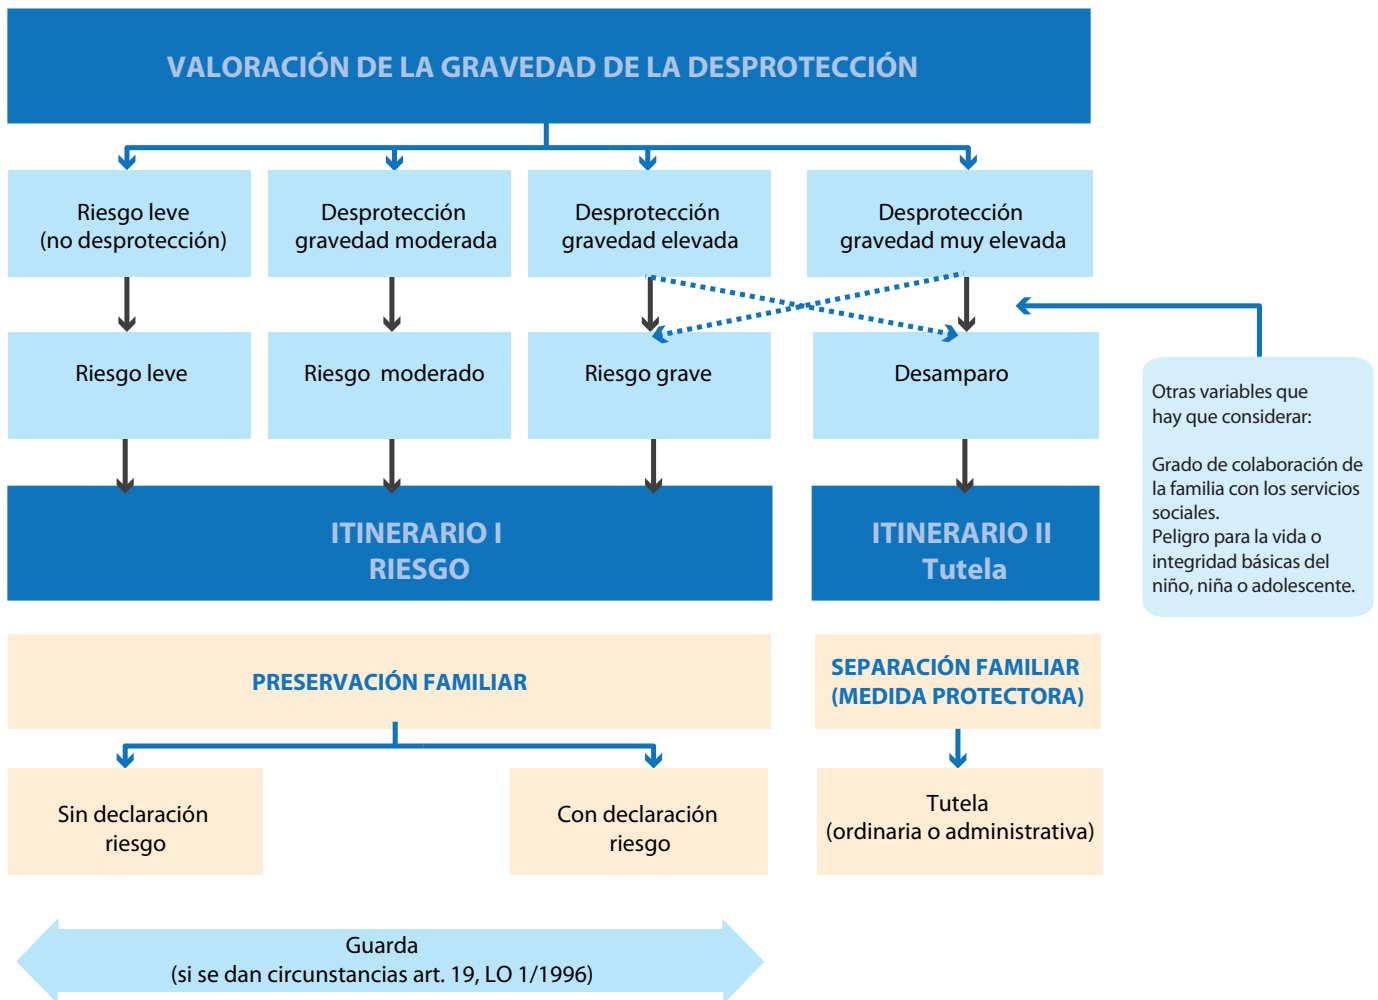 VALORACIÓN DE LA GRAVEDAD DE LA DESPROTECCIÓN
Riesgo leve
(no desprotección)
Desprotección
gravedad moderada
Desprotección
gravedad elevada
Desprotección
gravedad muy elevada
Riesgo leve
Riesgo moderado
Riesgo grave
Desamparo
Otras variables que
hay que considerar:
Grado de colaboración de
la familia con los servicios
sociales.
Peligro para la vida o
integridad básicas del
niño, niña o adolescente.
ITINERARIO I
RIESGO
ITINERARIO II
Tutela
PRESERVACIÓN FAMILIAR
SEPARACIÓN FAMILIAR
(MEDIDA PROTECTORA)
Sin declaración
riesgo
Con declaración
riesgo
Tutela
(ordinaria o administrativa)
Guarda
(si se dan circunstancias art. 19, LO 1/1996)